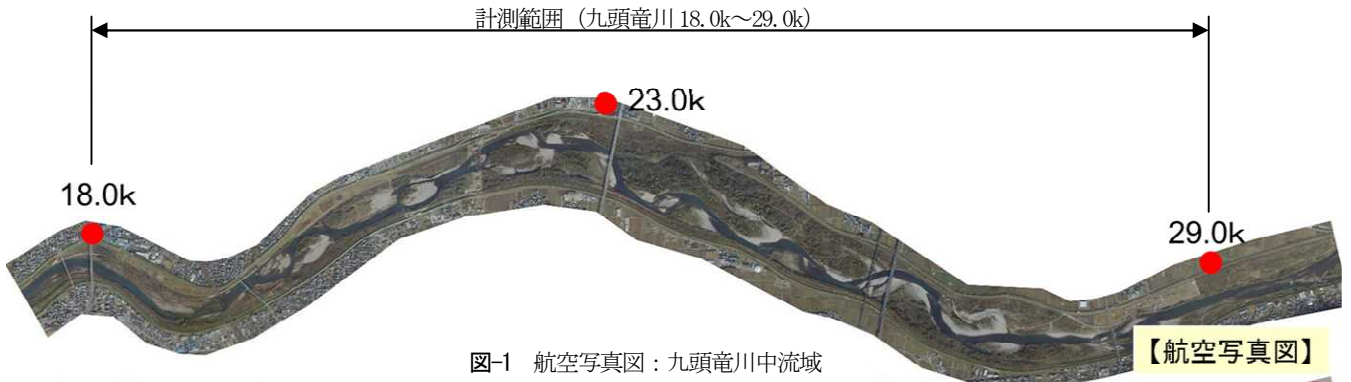 計測範囲（九頭竜川 18.0k～29.0k）
23.0k
18.0k
29.0k
図-1 航空写真図：九頭竜川中流域
【航空写真図】